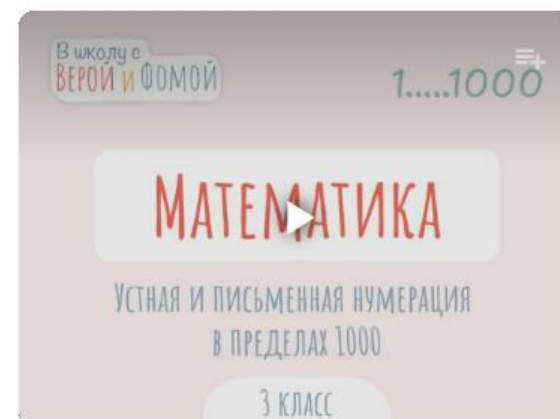 В школу с
ВЕРОЙ и ФОМОЙ
1.....1000
МАТЕМАТИКА
УСТНАЯ И ПИСЬМЕННАЯ НУМЕРАЦИЯ
В ПРЕДЕЛАХ 1000
3 КЛАСС